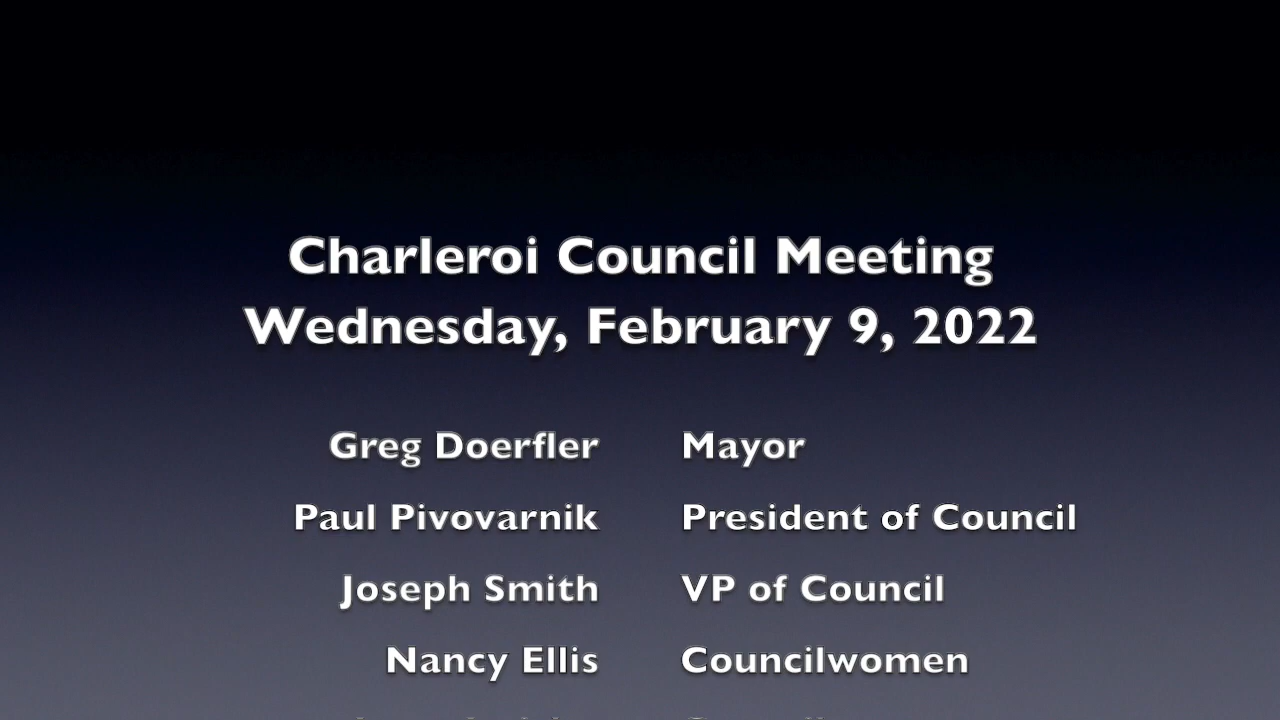 Charleroi Council Meeting
Wednesday, February 9, 2022
Greg Doerfler Mayor
Paul Pivovarnik President of Council
Joseph Smith VP of Council
Nancy Ellis Councilwomen